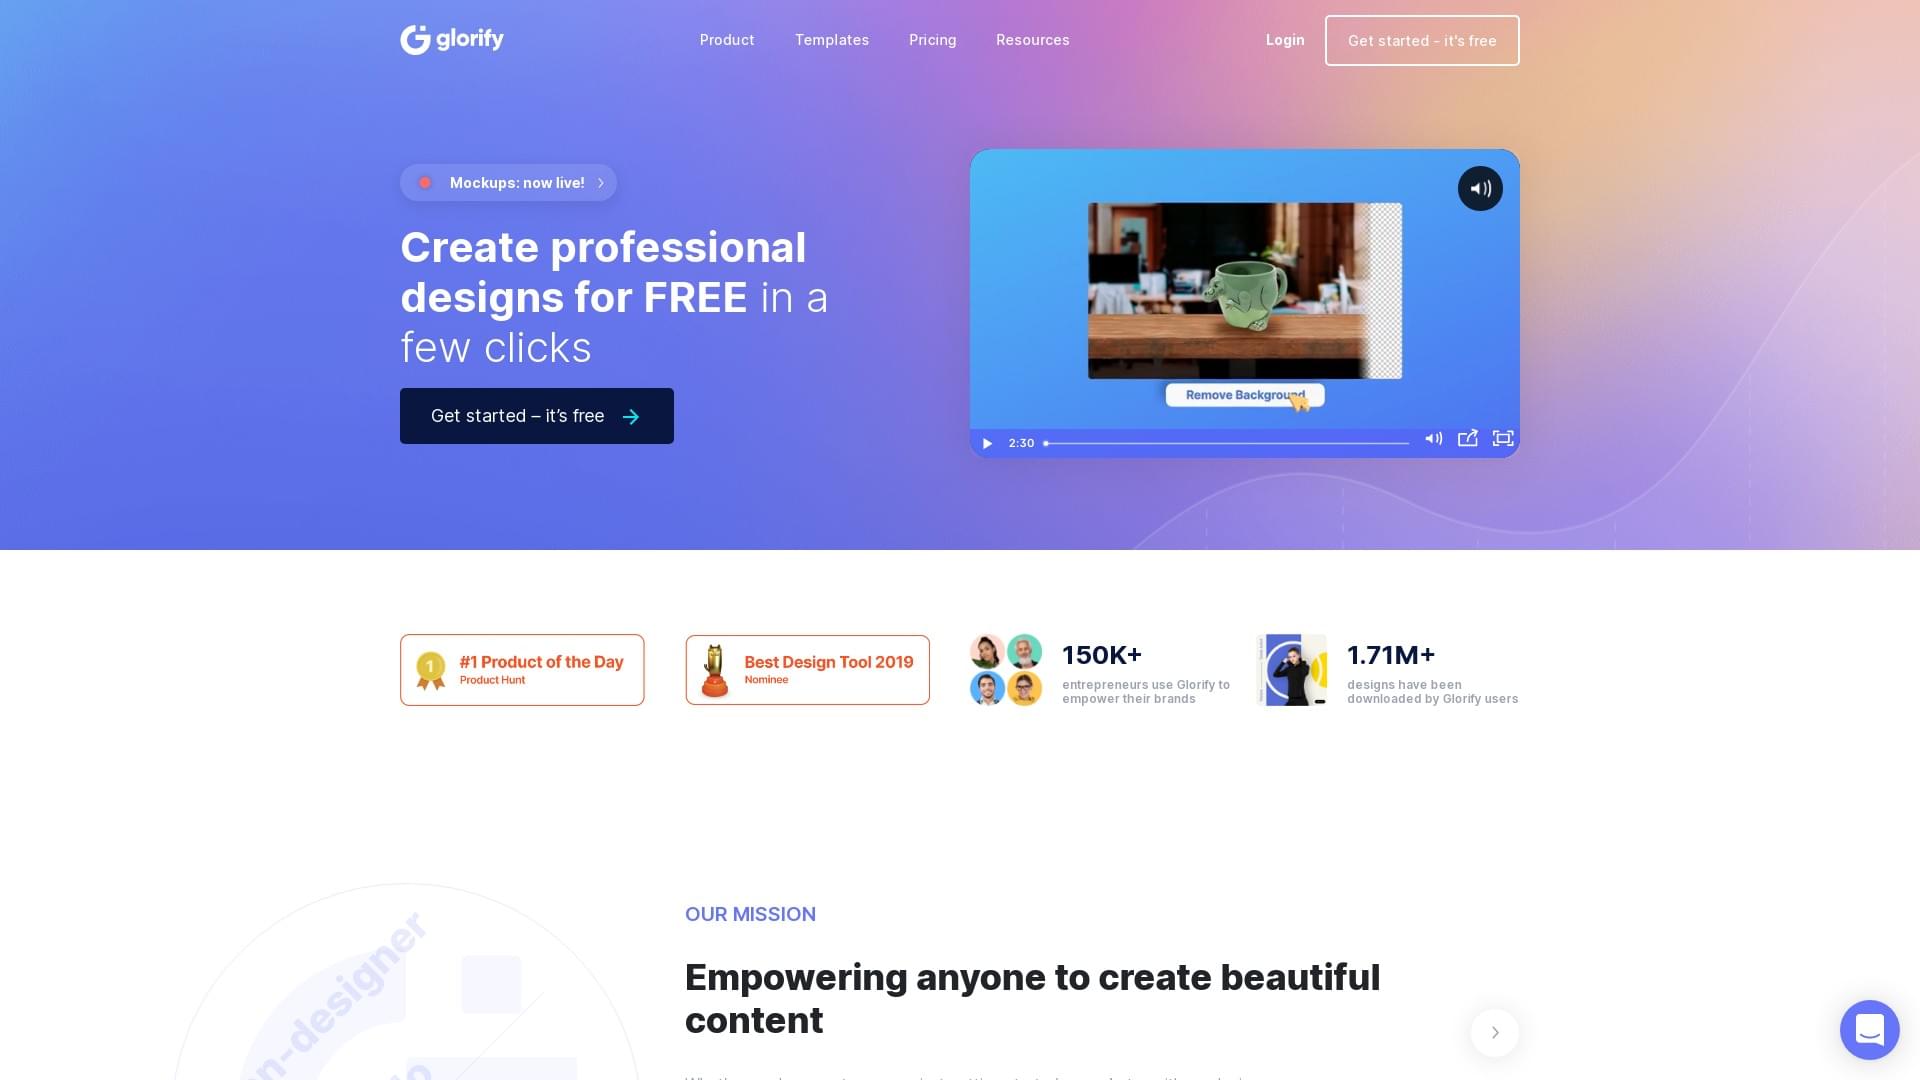 glorify
Product
Templates
Pricing
Resources
Login
Get started - it's free
Mockups: now live!
Create professional
designs for FREE in a
few clicks
Get started – it's free
Remove Background
2:30
1
#1 Product of the Day
Product Hunt
Best Design Tool 2019
Nominee
150K+
entrepreneurs use Glorify to
empower their brands
1.71M+
designs have been
downloaded by Glorify users
n-designer
OUR MISSION
Empowering anyone to create beautiful
content